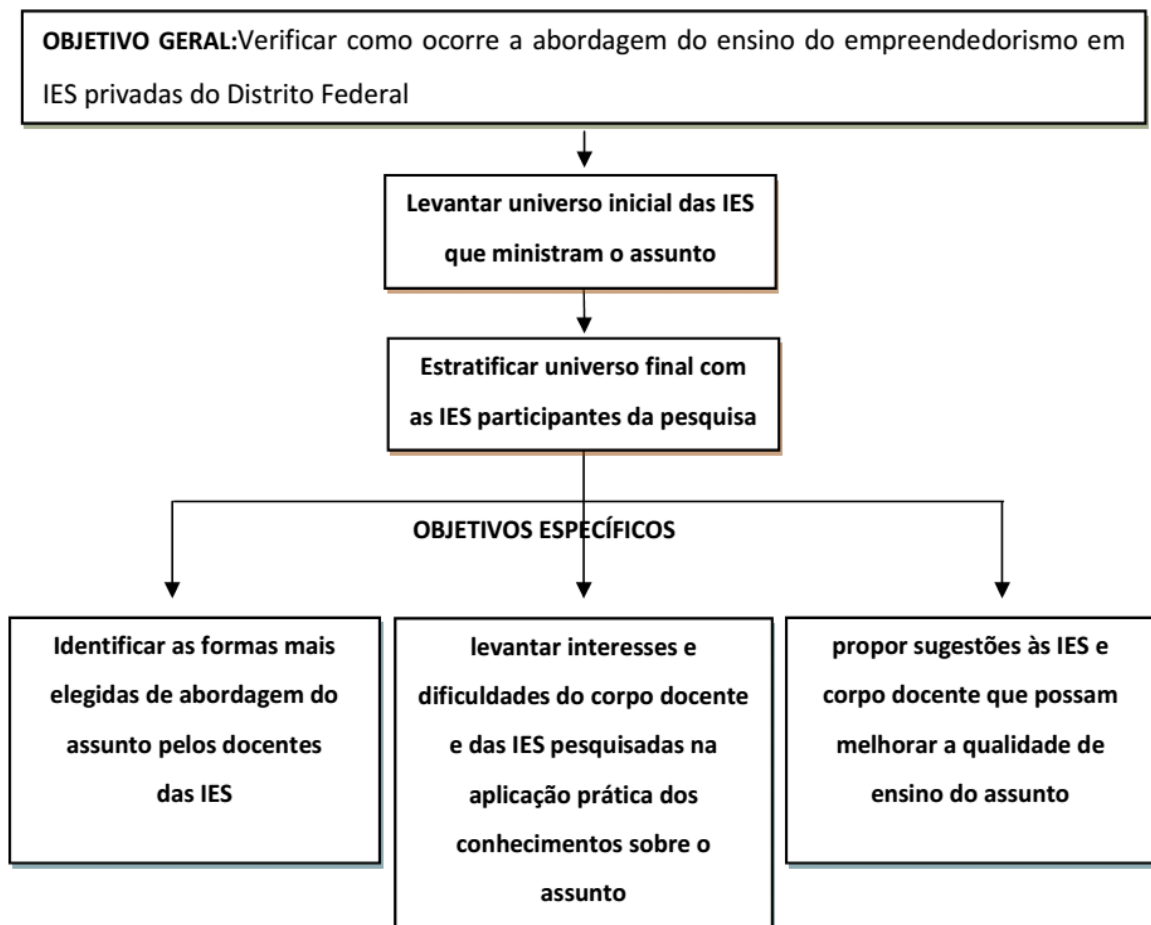 OBJETIVO GERAL:Verificar como ocorre a abordagem do ensino do empreendedorismo em
IES privadas do Distrito Federal
Levantar universo inicial das IES
que ministram o assunto
Estratificar universo final com
as IES participantes da pesquisa
OBJETIVOS ESPECÍFICOS
Identificar as formas mais
elegidas de abordagem do
assunto pelos docentes
das IES
levantar interesses e
dificuldades do corpo docente
e das IES pesquisadas na
aplicação prática dos
conhecimentos sobre o
assunto
propor sugestões às IES e
corpo docente que possam
melhorar a qualidade de
ensino do assunto